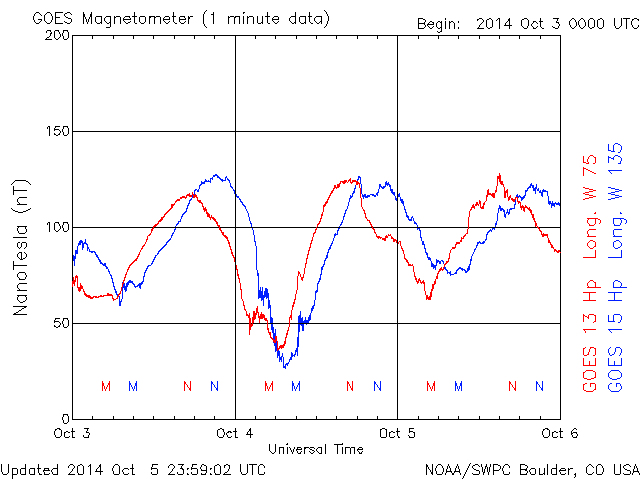 GOES Magnetometer (1 minute data)
Begin: 2014 Oct 3 0000 UTC
200
150
100
50
0
NanoTesla (nT)
M M N N M M N N M M N N
Oct 3 Oct 4 Oct 5 Oct 6
Universal Time
GOES 13 Hp Long. W 75
GOES 15 Hp Long. W 135
Updated 2014 Oct 5 23:59:02 UTC
NOAA/SWPC Boulder, CO USA